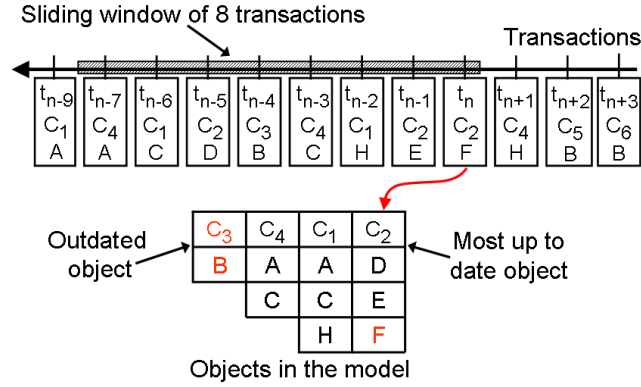 Sliding window of 8 transactions
Transactions
tn-9 tn-7 tn-6 tn-5 tn-4 tn-3 tn-2 tn-1 tn tn+1 tn+2 tn+3
C1 C4 C1 C2 C3 C4 C1 C2 C2 C4 C5 C6
A A C D B C H E F H B B
C3 C4 C1 C2
Outdated object
B A A D
Most up to date object
C C E
H F
Objects in the model